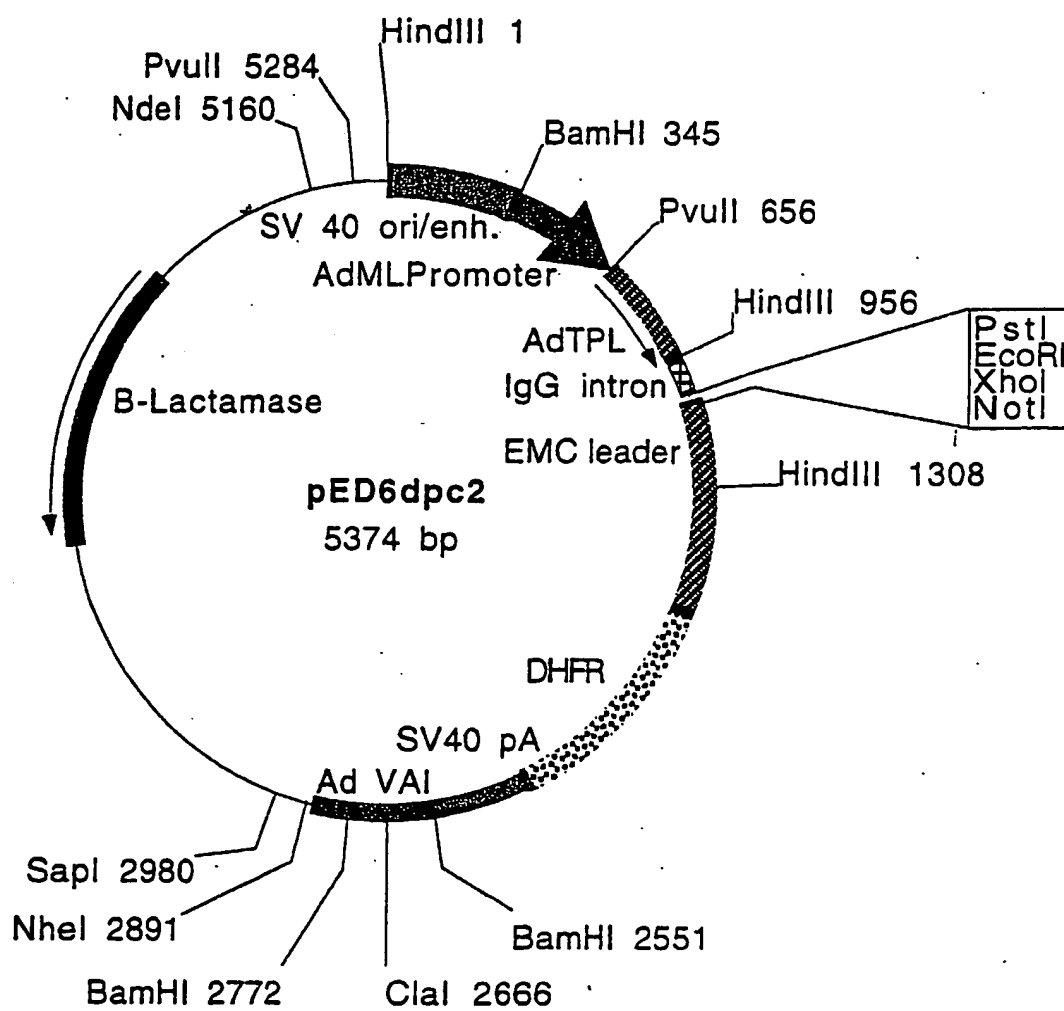 HindIII 1
PvuII 5284
NdeI 5160
BamHI 345
PvuII 656
SV 40 ori/enh.
AdMLPromoter
HindIII 956
PstI
EcoRI
XhoI
NotI
AdTPL
IgG intron
B-Lactamase
EMC leader
HindIII 1308
pED6dpc2
5374 bp
DHFR
SV40 pA
Ad VAI
SapI 2980
NheI 2891
BamHI 2551
BamHI 2772
ClaI 2666